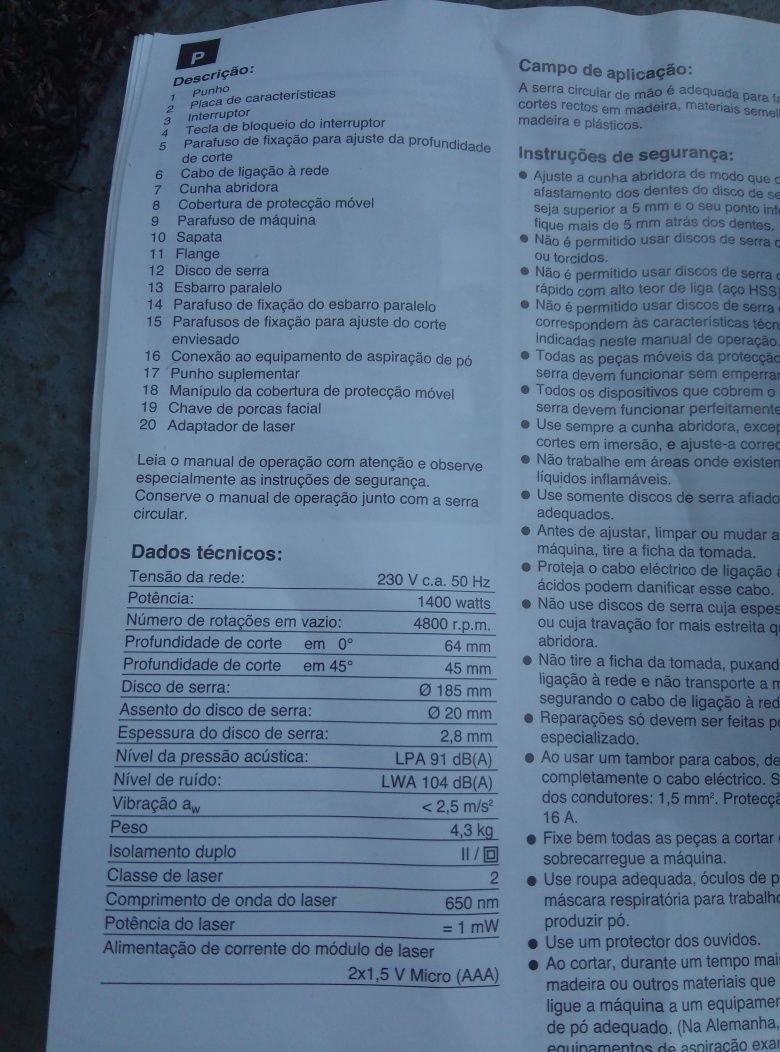 P
Descrição:
1 Punho
2 Placa de características
3 Interruptor
4 Tecla de bloqueio do interruptor
5 Parafuso de fixação para ajuste da profundidade
de corte
6 Cabo de ligação à rede
7 Cunha abridora
8 Cobertura de protecção móvel
9 Parafuso de máquina
10 Sapata
11 Flange
12 Disco de serra
13 Esbarro paralelo
14 Parafuso de fixação do esbarro paralelo
15 Parafusos de fixação para ajuste do corte
enviesado
16 Conexão ao equipamento de aspiração de pó
17 Punho suplementar
18 Manípulo da cobertura de protecção móvel
19 Chave de porcas facial
20 Adaptador de laser
Leia o manual de operação com atenção e observe
especialmente as instruções de segurança.
Conserve o manual de operação junto com a serra
circular.
Dados técnicos:
Tensão da rede: 230 V c.a. 50 Hz
Potência: 1400 watts
Número de rotações em vazio: 4800 r.p.m.
Profundidade de corte em 0° 64 mm
Profundidade de corte em 45° 45 mm
Disco de serra: Ø 185 mm
Assento do disco de serra: Ø 20 mm
Espessura do disco de serra: 2,8 mm
Nível da pressão acústica: LPA 91 dB(A)
Nível de ruído: LWA 104 dB(A)
Vibração aw < 2,5 m/s²
Peso 4,3 kg
Isolamento duplo II / 回
Classe de laser 2
Comprimento de onda do laser 650 nm
Potência do laser = 1 mW
Alimentação de corrente do módulo de laser
2x1,5 V Micro (AAA)
Campo de aplicação:
A serra circular de mão é adequada para
cortes rectos em madeira, materiais
madeira e plásticos.
Instruções de segurança:
● Ajuste a cunha abridora de modo que
afastamento dos dentes do disco de
seja superior a 5 mm e o seu ponto
fique mais de 5 mm atrás dos dentes.
● Não é permitido usar discos de serra
ou torcidos.
● Não é permitido usar discos de serra
rápido com alto teor de liga (aço HSS)
● Não é permitido usar discos de serra
correspondem às características
indicadas neste manual de operação.
● Todas as peças móveis da
serra devem funcionar sem
● Todos os dispositivos que cobrem o
serra devem funcionar perfeitamente
● Use sempre a cunha abridora,
cortes em imersão, e ajuste-a
● Não trabalhe em áreas onde
líquidos inflamáveis.
● Use somente discos de serra
adequados.
● Antes de ajustar, limpar ou mudar a
máquina, tire a ficha da tomada.
● Proteja o cabo eléctrico de ligação
ácidos podem danificar esse cabo.
● Não use discos de serra cuja
ou cuja travação for mais estreita
abridora.
● Não tire a ficha da tomada,
ligação à rede e não transporte a
segurando o cabo de ligação à
● Reparações só devem ser feitas
especializado.
● Ao usar um tambor para cabos,
completamente o cabo eléctrico.
dos condutores: 1,5 mm².
16 A.
● Fixe bem todas as peças a cortar
sobrecarregue a máquina.
● Use roupa adequada, óculos de
máscara respiratória para
produzir pó.
● Use um protector dos ouvidos.
● Ao cortar, durante um tempo
madeira ou outros materiais que
ligue a máquina a um
de pó adequado. (Na Alemanha,
equipamentos de aspiração